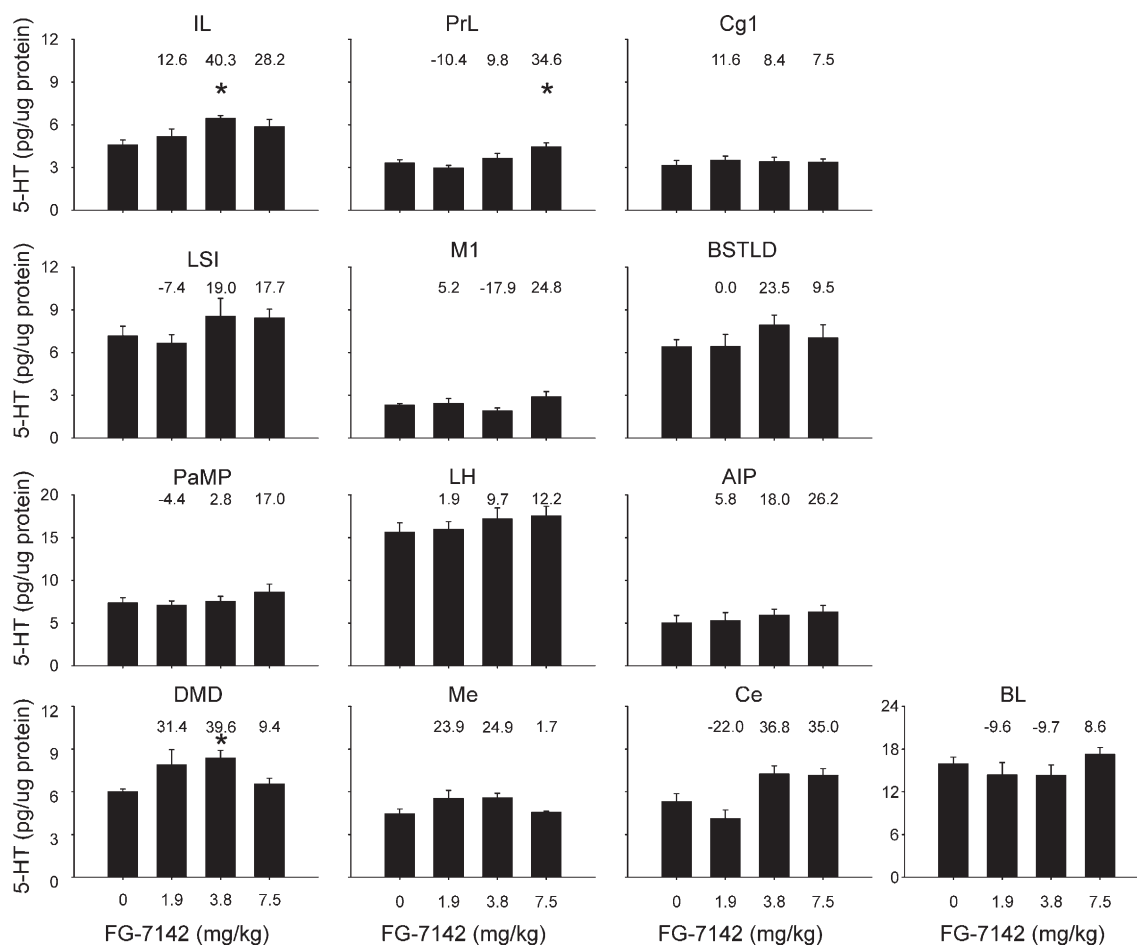 IL PrL Cg1
12 12.6 40.3 28.2 -10.4 9.8 34.6 11.6 8.4 7.5
* *
9
6
3
0
5-HT (pg/ug protein)
LSI M1 BSTLD
12 -7.4 19.0 17.7 5.2 -17.9 24.8 0.0 23.5 9.5
9
6
3
0
5-HT (pg/ug protein)
PaMP LH AIP
20 -4.4 2.8 17.0 1.9 9.7 12.2 5.8 18.0 26.2
15
10
5
0
5-HT (pg/ug protein)
DMD Me Ce BL
12 31.4 39.6 9.4 23.9 24.9 1.7 -22.0 36.8 35.0 24 -9.6 -9.7 8.6
*
9 18
6 12
3 6
0 0
5-HT (pg/ug protein)
0 1.9 3.8 7.5 0 1.9 3.8 7.5 0 1.9 3.8 7.5 0 1.9 3.8 7.5
FG-7142 (mg/kg) FG-7142 (mg/kg) FG-7142 (mg/kg) FG-7142 (mg/kg)